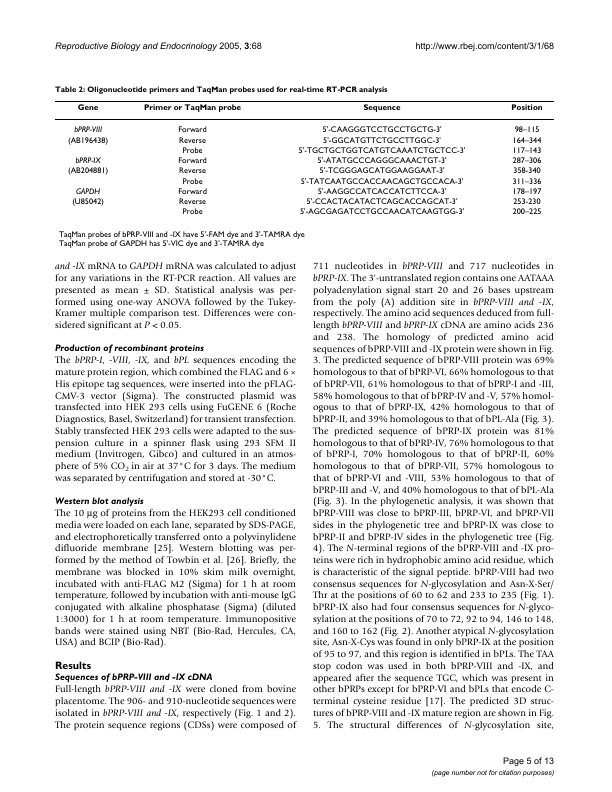 Reproductive Biology and Endocrinology 2005, 3:68
http://www.rbej.com/content/3/1/68
Table 2: Oligonucleotide primers and TaqMan probes used for real-time RT-PCR analysis
Gene Primer or TaqMan probe Sequence Position
bPRP-VIII Forward 5'-CAAGGGTCCTGCCTGCTG-3' 98–115
(AB196438) Reverse 5'-GGCATGTTCTGCCTTGGC-3' 164–344
Probe 5'-TGCTGCTGGTCATGTCAAATCTGCTCC-3' 117–143
bPRP-IX Forward 5'-ATATGCCCAGGGCAAACTGT-3' 287–306
(AB204881) Reverse 5'-TCGGGAGCATGGAAGGAAT-3' 358-340
Probe 5'-TATCAATGCCACCAACAGCTGCCACA-3' 311–336
GAPDH Forward 5'-AAGGCCATCACCATCTTCCA-3' 178–197
(U85042) Reverse 5'-CCACTACATACTCAGCACCAGCAT-3' 253-230
Probe 5'-AGCGAGATCCTGCCAACATCAAGTGG-3' 200–225
TaqMan probes of bPRP-VIII and -IX have 5'-FAM dye and 3'-TAMRA dye
TaqMan probe of GAPDH has 5'-VIC dye and 3'-TAMRA dye
and -IX mRNA to GAPDH mRNA was calculated to adjust
for any variations in the RT-PCR reaction. All values are
presented as mean ± SD. Statistical analysis was per-
formed using one-way ANOVA followed by the Tukey-
Kramer multiple comparison test. Differences were con-
sidered significant at P < 0.05.
Production of recombinant proteins
The bPRP-I, -VIII, -IX, and bPL sequences encoding the
mature protein region, which combined the FLAG and 6 ×
His epitope tag sequences, were inserted into the pFLAG-
CMV-3 vector (Sigma). The constructed plasmid was
transfected into HEK 293 cells using FuGENE 6 (Roche
Diagnostics, Basel, Switzerland) for transient transfection.
Stably transfected HEK 293 cells were adapted to the sus-
pension culture in a spinner flask using 293 SFM II
medium (Invitrogen, Gibco) and cultured in an atmos-
phere of 5% CO2 in air at 37°C for 3 days. The medium
was separated by centrifugation and stored at -30°C.
Western blot analysis
The 10 μg of proteins from the HEK293 cell conditioned
media were loaded on each lane, separated by SDS-PAGE,
and electrophoretically transferred onto a polyvinylidene
difluoride membrane [25]. Western blotting was per-
formed by the method of Towbin et al. [26]. Briefly, the
membrane was blocked in 10% skim milk overnight,
incubated with anti-FLAG M2 (Sigma) for 1 h at room
temperature, followed by incubation with anti-mouse IgG
conjugated with alkaline phosphatase (Sigma) (diluted
1:3000) for 1 h at room temperature. Immunopositive
bands were stained using NBT (Bio-Rad, Hercules, CA,
USA) and BCIP (Bio-Rad).
Results
Sequences of bPRP-VIII and -IX cDNA
Full-length bPRP-VIII and -IX were cloned from bovine
placentome. The 906- and 910-nucleotide sequences were
isolated in bPRP-VIII and -IX, respectively (Fig. 1 and 2).
The protein sequence regions (CDSs) were composed of
711 nucleotides in bPRP-VIII and 717 nucleotides in
bPRP-IX. The 3'-untranslated region contains one AATAAA
polyadenylation signal start 20 and 26 bases upstream
from the poly (A) addition site in bPRP-VIII and -IX,
respectively. The amino acid sequences deduced from full-
length bPRP-VIII and bPRP-IX cDNA are amino acids 236
and 238. The homology of predicted amino acid
sequences of bPRP-VIII and -IX protein were shown in Fig.
3. The predicted sequence of bPRP-VIII protein was 69%
homologous to that of bPRP-VI, 66% homologous to that
of bPRP-VII, 61% homologous to that of bPRP-I and -III,
58% homologous to that of bPRP-IV and -V, 57% homol-
ogous to that of bPRP-IX, 42% homologous to that of
bPRP-II, and 39% homologous to that of bPL-Ala (Fig. 3).
The predicted sequence of bPRP-IX protein was 81%
homologous to that of bPRP-IV, 76% homologous to that
of bPRP-I, 70% homologous to that of bPRP-II, 60%
homologous to that of bPRP-VII, 57% homologous to
that of bPRP-VI and -VIII, 53% homologous to that of
bPRP-III and -V, and 40% homologous to that of bPL-Ala
(Fig. 3). In the phylogenetic analysis, it was shown that
bPRP-VIII was close to bPRP-III, bPRP-VI, and bPRP-VII
sides in the phylogenetic tree and bPRP-IX was close to
bPRP-II and bPRP-IV sides in the phylogenetic tree (Fig.
4). The N-terminal regions of the bPRP-VIII and -IX pro-
teins were rich in hydrophobic amino acid residue, which
is characteristic of the signal peptide. bPRP-VIII had two
consensus sequences for N-glycosylation and Asn-X-Ser/
Thr at the positions of 60 to 62 and 233 to 235 (Fig. 1).
bPRP-IX also had four consensus sequences for N-glyco-
sylation at the positions of 70 to 72, 92 to 94, 146 to 148,
and 160 to 162 (Fig. 2). Another atypical N-glycosylation
site, Asn-X-Cys was found in only bPRP-IX at the position
of 95 to 97, and this region is identified in bPLs. The TAA
stop codon was used in both bPRP-VIII and -IX, and
appeared after the sequence TGC, which was present in
other bPRPs except for bPRP-VI and bPLs that encode C-
terminal cysteine residue [17]. The predicted 3D struc-
tures of bPRP-VIII and -IX mature region are shown in Fig.
5. The structural differences of N-glycosylation site,
Page 5 of 13
(page number not for citation purposes)